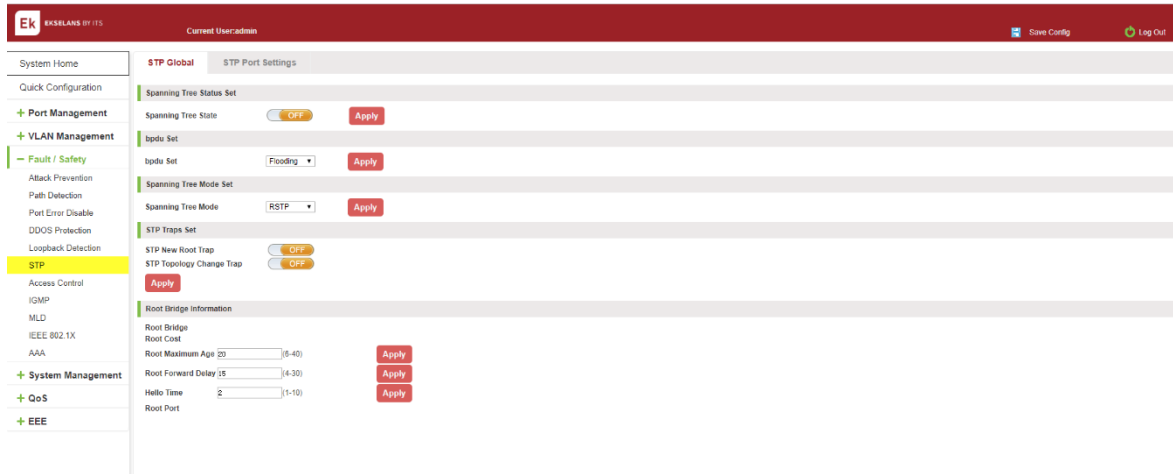 Ek EKSELANS BY ITS
Current User:admin
Save Config
Log Out
System Home
Quick Configuration
+ Port Management
+ VLAN Management
− Fault / Safety
Attack Prevention
Path Detection
Port Error Disable
DDOS Protection
Loopback Detection
STP
Access Control
IGMP
MLD
IEEE 802.1X
AAA
+ System Management
+ QoS
+ EEE
STP Global STP Port Settings
Spanning Tree Status Set
Spanning Tree State OFF Apply
bpdu Set
bpdu Set Flooding Apply
Spanning Tree Mode Set
Spanning Tree Mode RSTP Apply
STP Traps Set
STP New Root Trap OFF
STP Topology Change Trap OFF
Apply
Root Bridge Information
Root Bridge
Root Cost
Root Maximum Age 20 (6-40) Apply
Root Forward Delay 15 (4-30) Apply
Hello Time 2 (1-10) Apply
Root Port